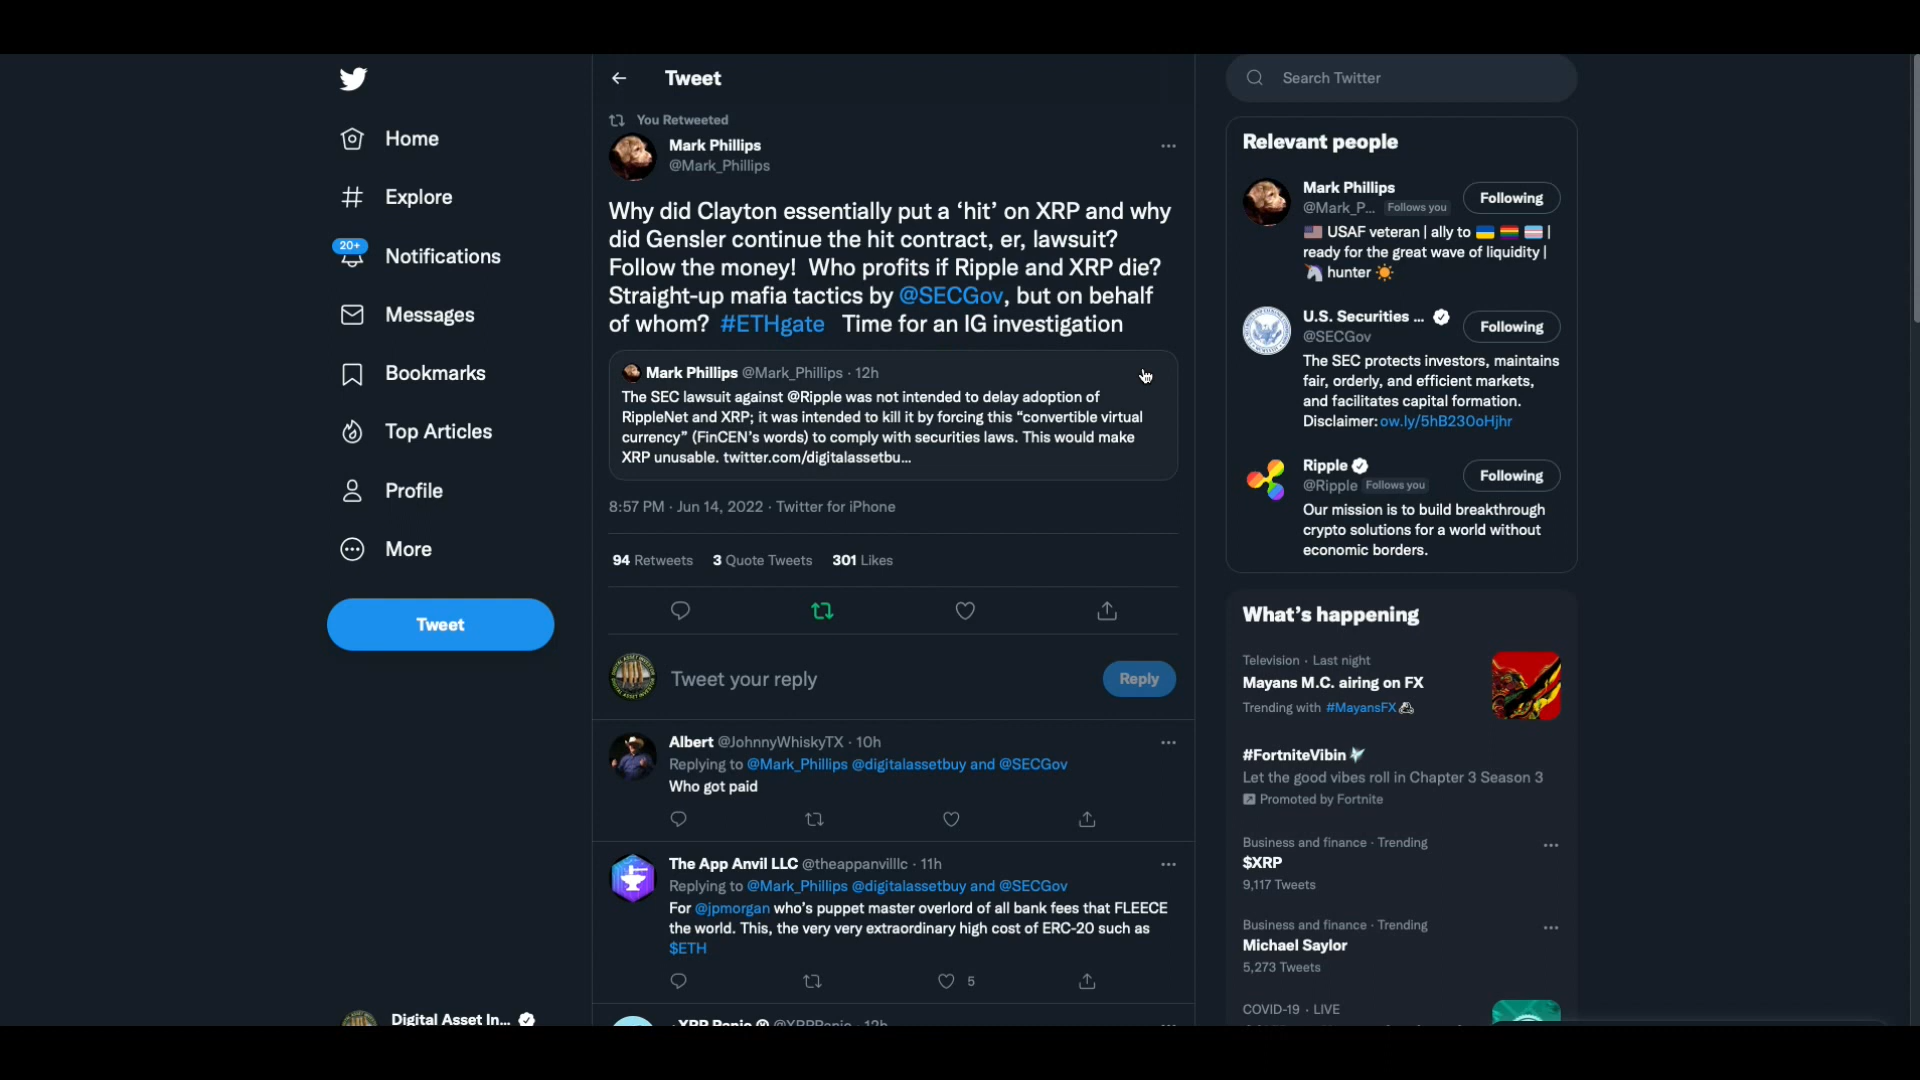 Home
Explore
20+
Notifications
Messages
Bookmarks
Top Articles
Profile
More
Tweet
Digital Asset In...
Tweet
You Retweeted
Mark Phillips
@Mark_Phillips
Why did Clayton essentially put a ‘hit’ on XRP and why
did Gensler continue the hit contract, er, lawsuit?
Follow the money!  Who profits if Ripple and XRP die?
Straight-up mafia tactics by @SECGov, but on behalf
of whom?  #ETHgate   Time for an IG investigation
Mark Phillips @Mark_Phillips · 12h
The SEC lawsuit against @Ripple was not intended to delay adoption of
RippleNet and XRP; it was intended to kill it by forcing this “convertible virtual
currency” (FinCEN’s words) to comply with securities laws. This would make
XRP unusable. twitter.com/digitalassetbu...
8:57 PM · Jun 14, 2022 · Twitter for iPhone
94 Retweets  3 Quote Tweets  301 Likes
Tweet your reply
Reply
Albert @JohnnyWhiskyTX · 10h
Replying to @Mark_Phillips @digitalassetbuy and @SECGov
Who got paid
The App Anvil LLC @theappanvilllc · 11h
Replying to @Mark_Phillips @digitalassetbuy and @SECGov
For @jpmorgan who’s puppet master overlord of all bank fees that FLEECE
the world. This, the very very extraordinary high cost of ERC-20 such as
$ETH
5
Search Twitter
Relevant people
Mark Phillips
@Mark_P... Follows you
Following
🇺🇸 USAF veteran | ally to 🇺🇦 🏳️‍🌈 🏳️‍⚧️ |
ready for the great wave of liquidity |
🦄 hunter ☀️
U.S. Securities ...
@SECGov
Following
The SEC protects investors, maintains
fair, orderly, and efficient markets,
and facilitates capital formation.
Disclaimer: ow.ly/5hB230oHjhr
Ripple
@Ripple Follows you
Following
Our mission is to build breakthrough
crypto solutions for a world without
economic borders.
What’s happening
Television · Last night
Mayans M.C. airing on FX
Trending with #MayansFX
#FortniteVibin
Let the good vibes roll in Chapter 3 Season 3
Promoted by Fortnite
Business and finance · Trending
$XRP
9,117 Tweets
Business and finance · Trending
Michael Saylor
5,273 Tweets
COVID-19 · LIVE